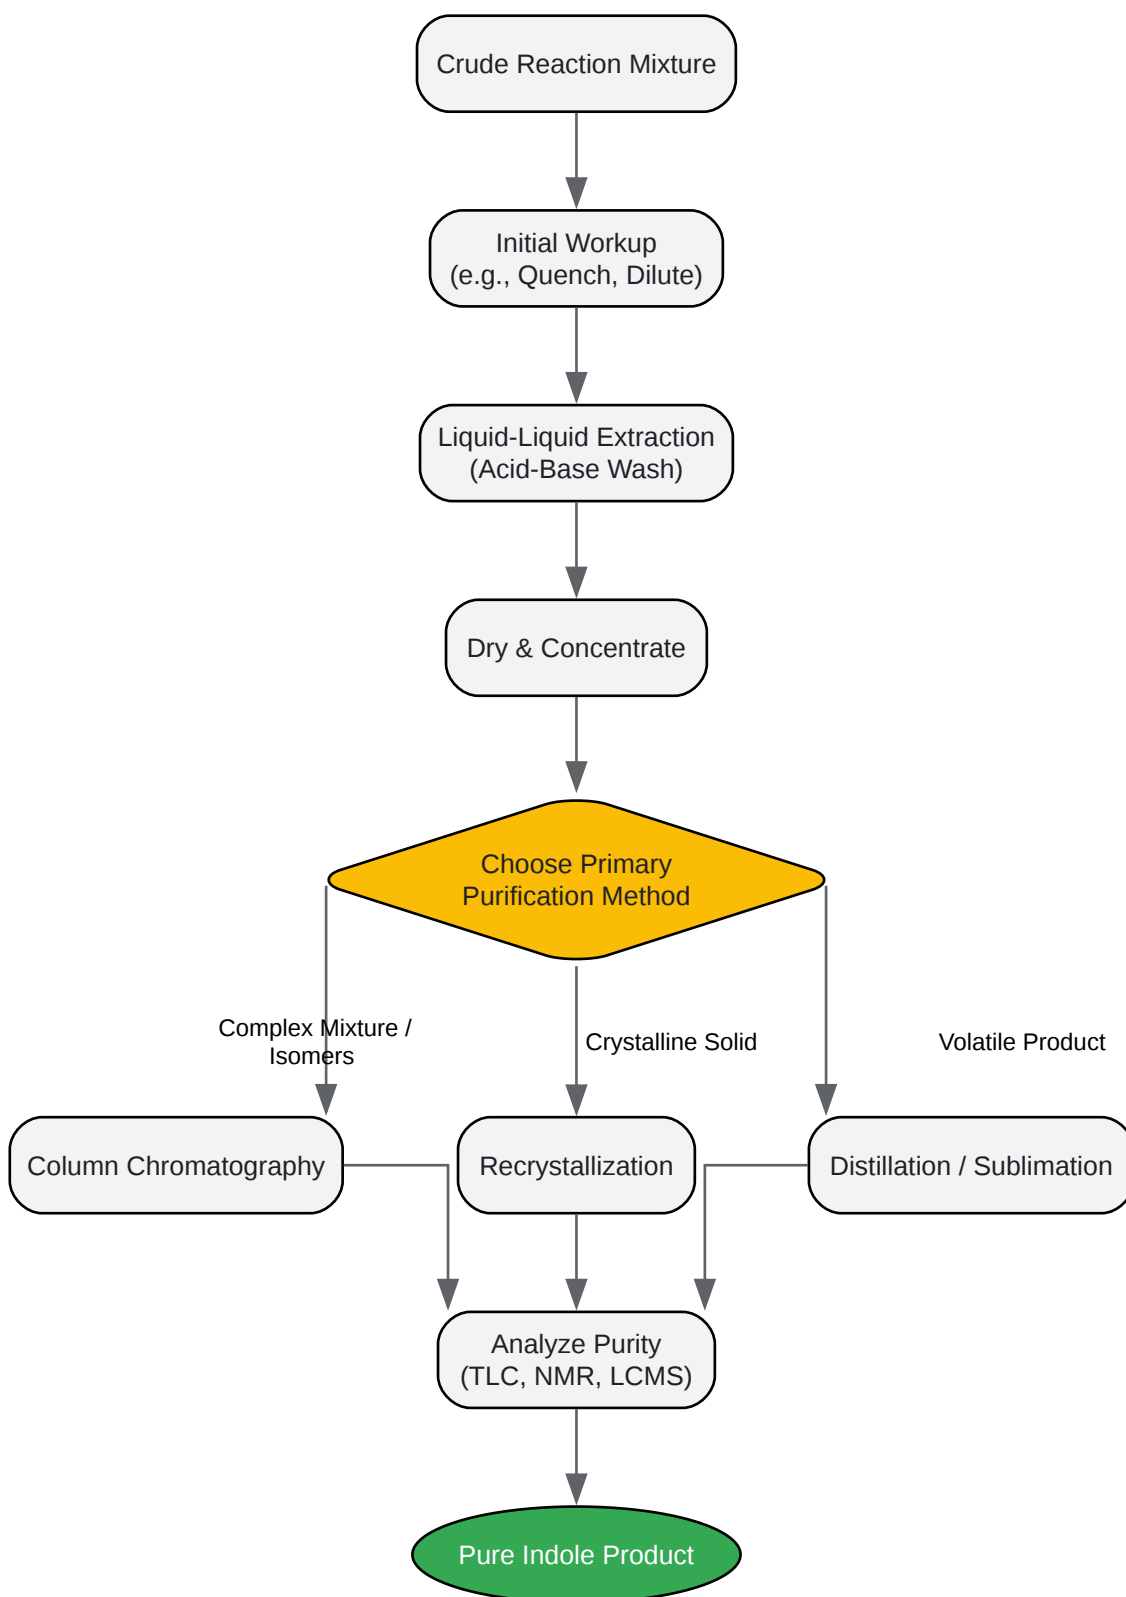 Crude Reaction Mixture
Initial Workup
(e.g., Quench, Dilute)
Liquid-Liquid Extraction
(Acid-Base Wash)
Dry & Concentrate
Choose Primary
Purification Method
Complex Mixture /
Isomers
Crystalline Solid
Volatile Product
Column Chromatography
Recrystallization
Distillation / Sublimation
Analyze Purity
(TLC, NMR, LCMS)
Pure Indole Product